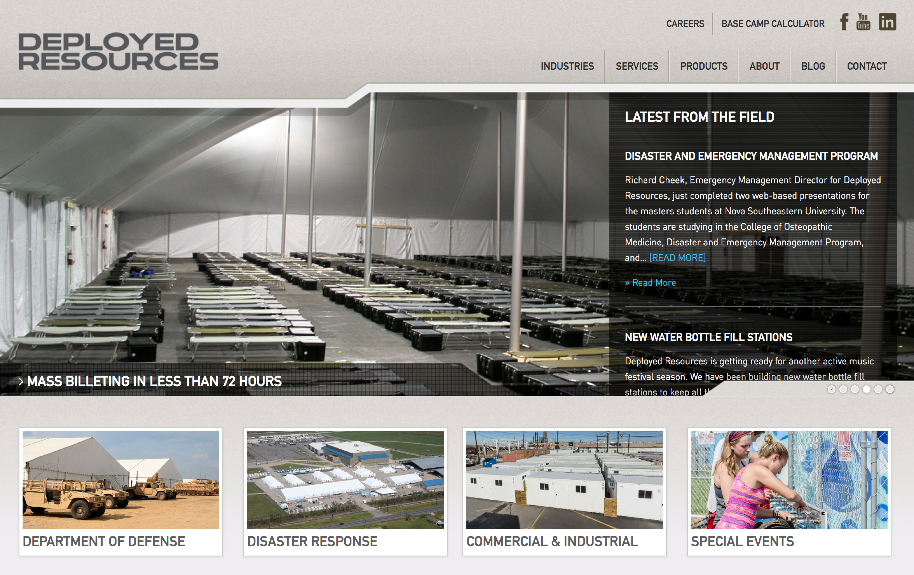 CAREERS
BASE CAMP CALCULATOR
f
You
Tube
in
DEPLOYED
RESOURCES
INDUSTRIES
SERVICES
PRODUCTS
ABOUT
BLOG
CONTACT
LATEST FROM THE FIELD
DISASTER AND EMERGENCY MANAGEMENT PROGRAM
Richard Cheek, Emergency Management Director for Deployed
Resources, just completed two web-based presentations for
the masters students at Nova Southeastern University. The
students are studying in the College of Osteopathic
Medicine, Disaster and Emergency Management Program,
and... [READ MORE]
» Read More
NEW WATER BOTTLE FILL STATIONS
Deployed Resources is getting ready for another active music
festival season. We have been building new water bottle fill
stations to keep all
> MASS BILLETING IN LESS THAN 72 HOURS
DEPARTMENT OF DEFENSE
DISASTER RESPONSE
COMMERCIAL & INDUSTRIAL
SPECIAL EVENTS